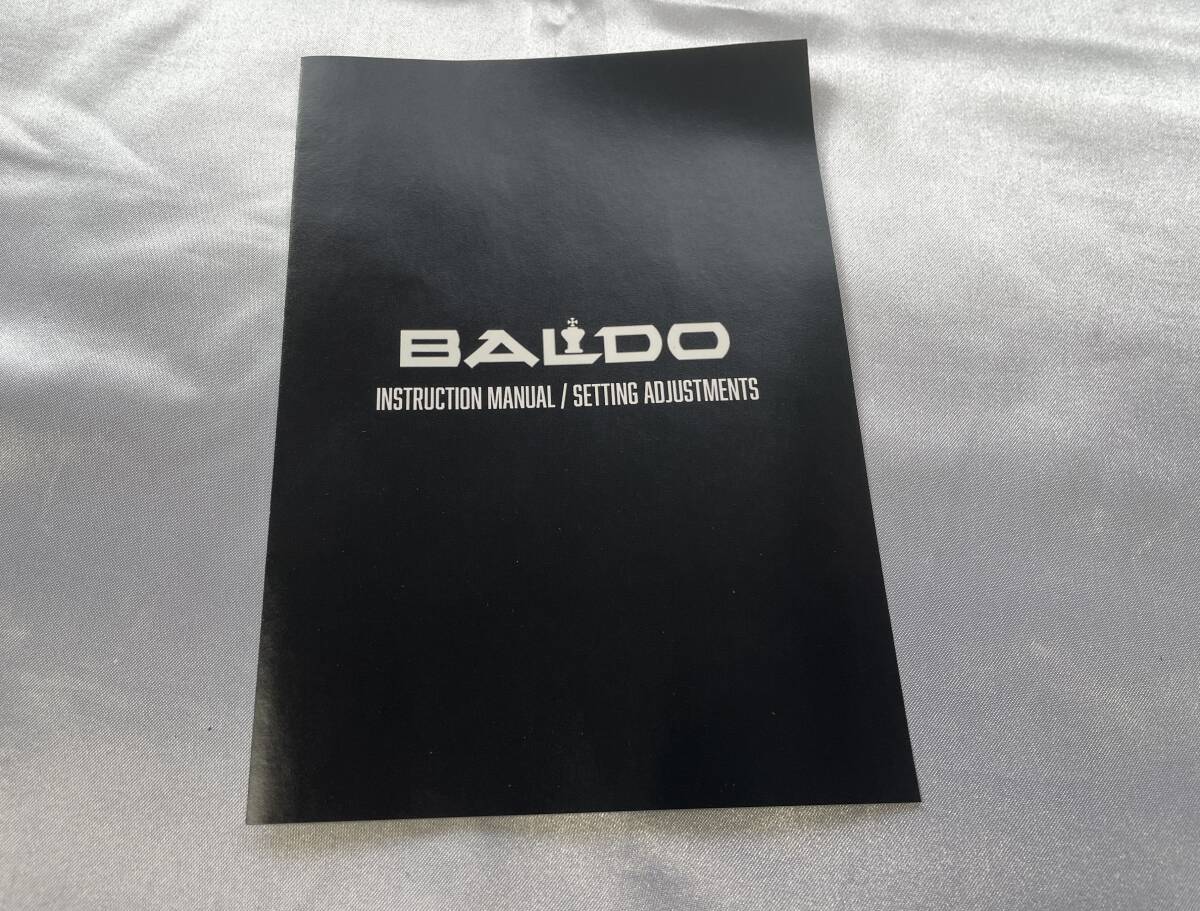 BALDO
INSTRUCTION MANUAL / SETTING ADJUSTMENTS